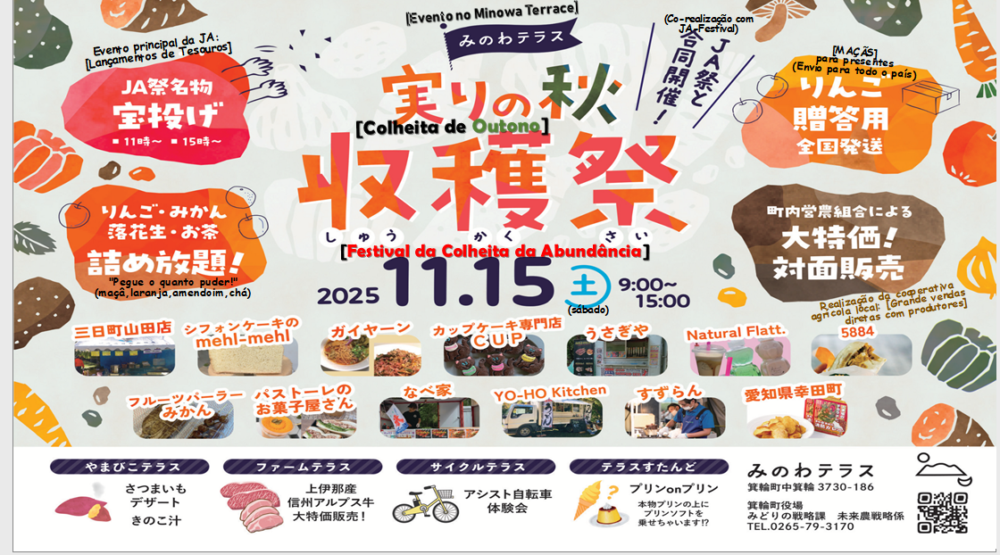 [Evento no Minowa Terrace]
みのわテラス
(Co-realização com
JA-Festival)
JA祭と
合同開催！
Evento principal da JA:
[Lançamentos de Tesouros]
JA祭名物
宝投げ
■11時〜 ■15時〜
実りの秋
[Colheita de Outono]
収穫祭
しゅう かく さい
[Festival da Colheita da Abundância]
[MAÇÃS]
para presentes
(Envio para todo o país)
りんご
贈答用
全国発送
りんご・みかん
落花生・お茶
詰め放題！
"Pegue o quanto puder!"
(maçã,laranja,amendoim,chá)
町内営農組合による
大特価！
対面販売
Realização da cooperativa
agrícola local: [Grande vendas
diretas com produtores]
2025 11.15 土 9:00~
15:00
(sábado)
三日町山田店
シフォンケーキの
mehl-mehl
ガイヤーン
カップケーキ専門店
CUP
うさぎや
Natural Flatt.
5884
フルーツパーラー
みかん
パストーレの
お菓子屋さん
なべ家
YO-HO Kitchen
すずらん
愛知県幸田町
やまびこテラス
さつまいも
デザート
きのこ汁
ファームテラス
上伊那産
信州アルプス牛
大特価販売！
サイクルテラス
アシスト自転車
体験会
テラスすたんど
プリンonプリン
本物プリンの上に
プリンソフトを
乗せちゃいます!?
みのわテラス
箕輪町中箕輪 3730-186
箕輪町役場
みどりの戦略課 未来農戦略係
TEL.0265-79-3170